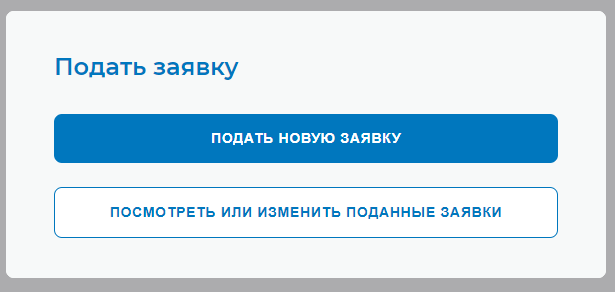 Подать заявку
ПОДАТЬ НОВУЮ ЗАЯВКУ
ПОСМОТРЕТЬ ИЛИ ИЗМЕНИТЬ ПОДАННЫЕ ЗАЯВКИ